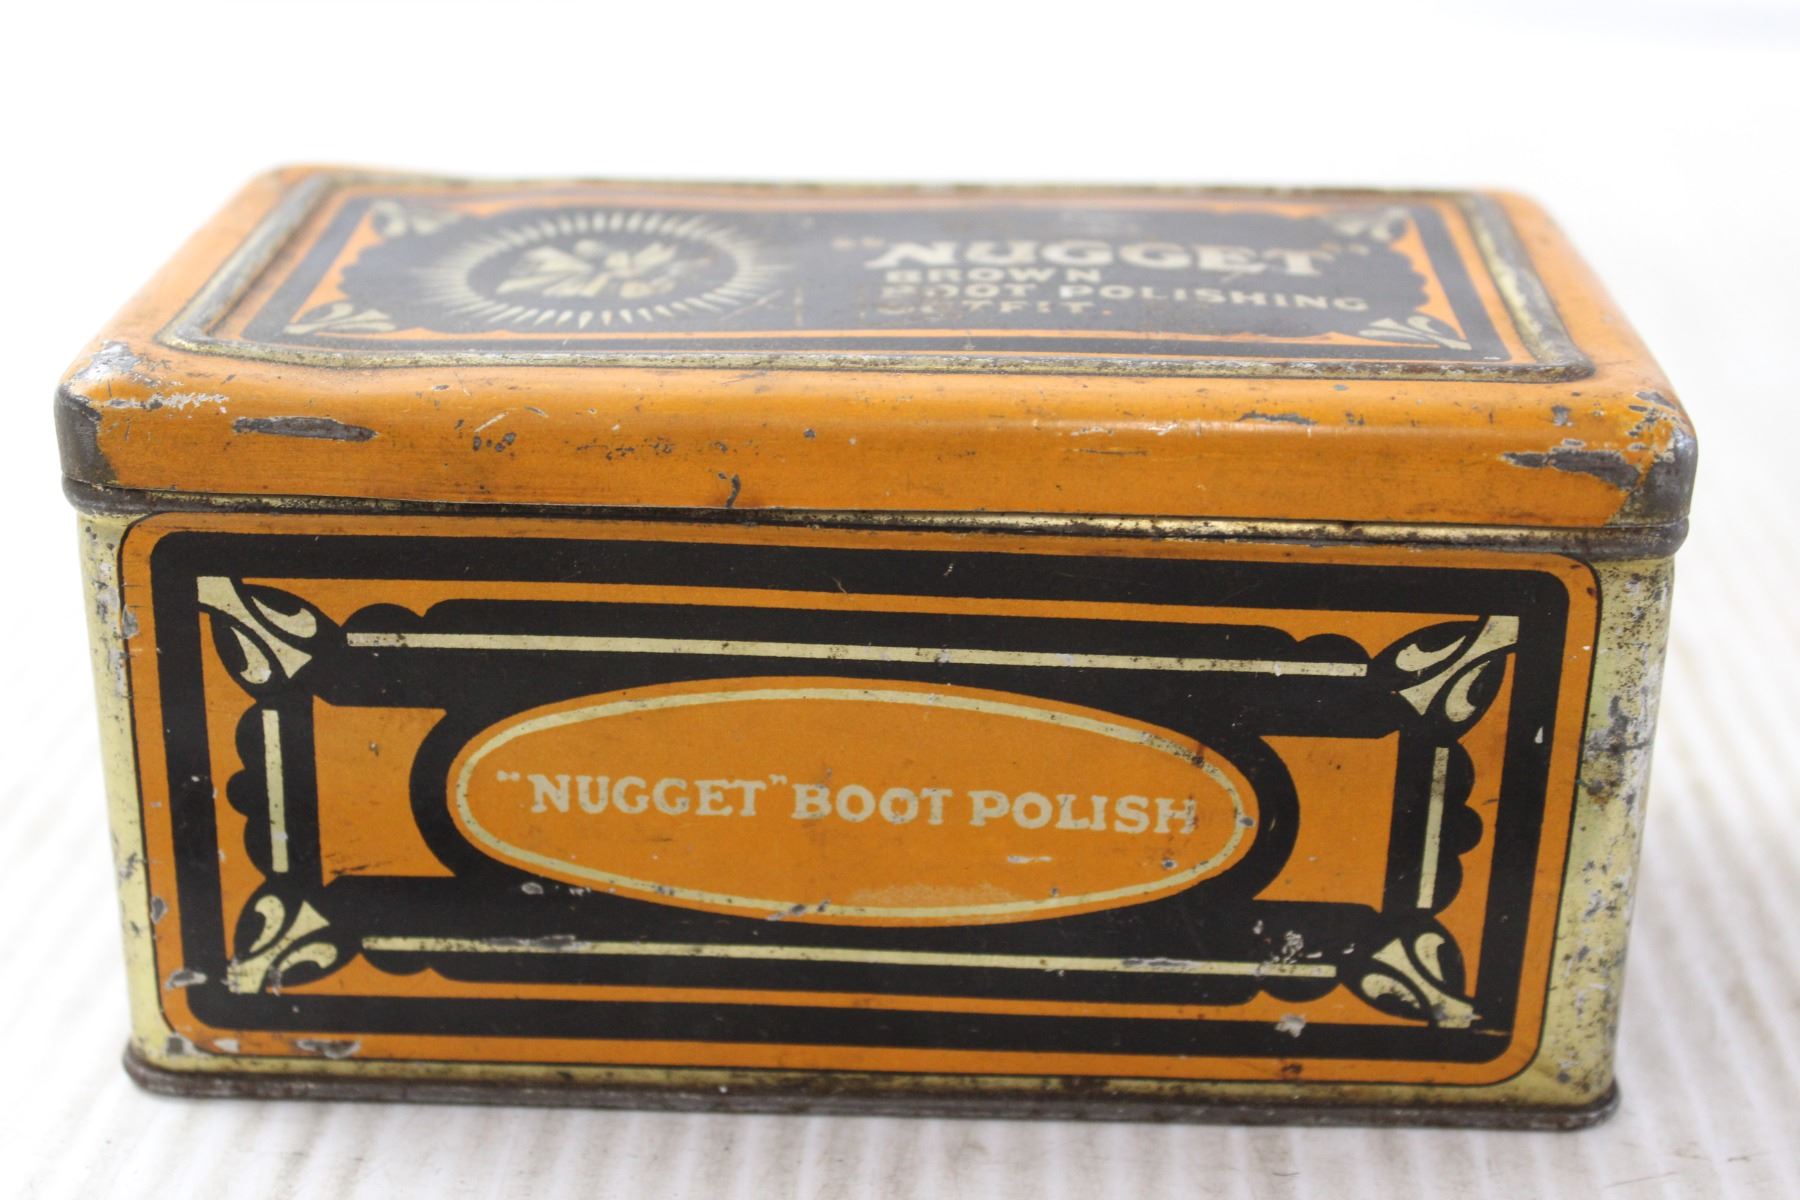 "NUGGET"
BROWN
BOOT POLISHING
OUTFIT.
"NUGGET" BOOT POLISH